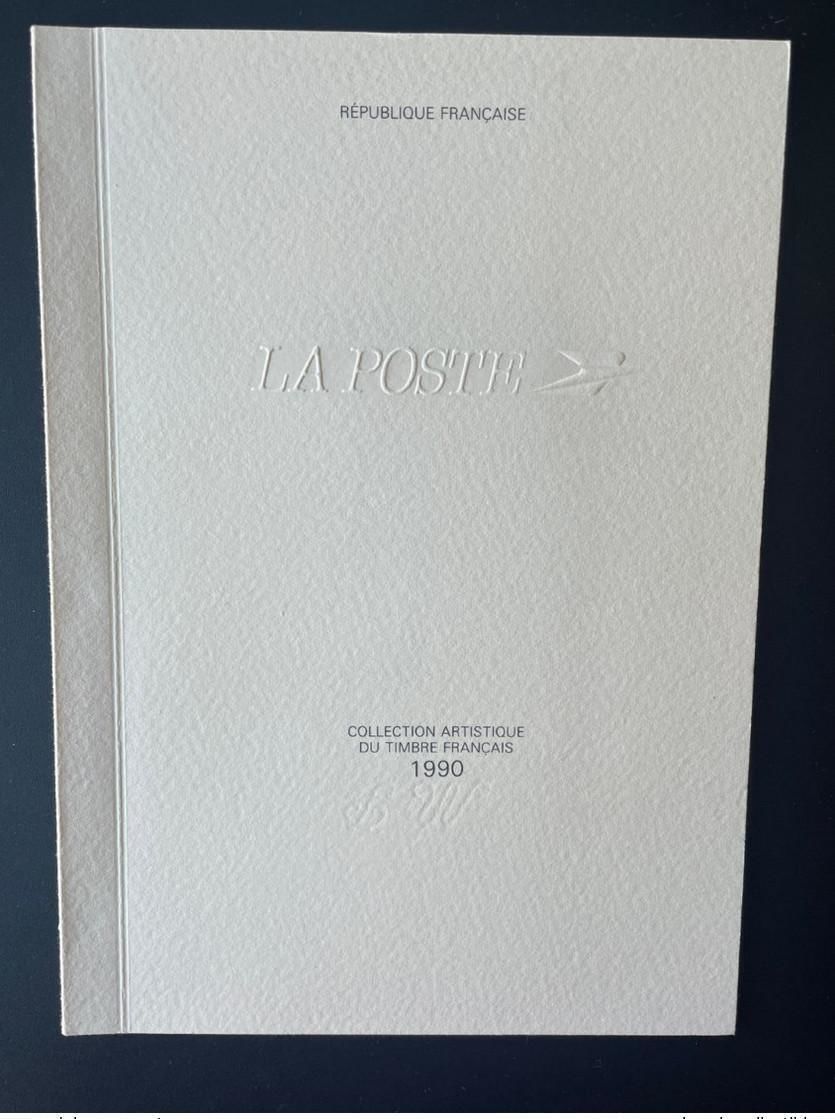 RÉPUBLIQUE FRANÇAISE
LA POSTE
COLLECTION ARTISTIQUE
DU TIMBRE FRANÇAIS
1990